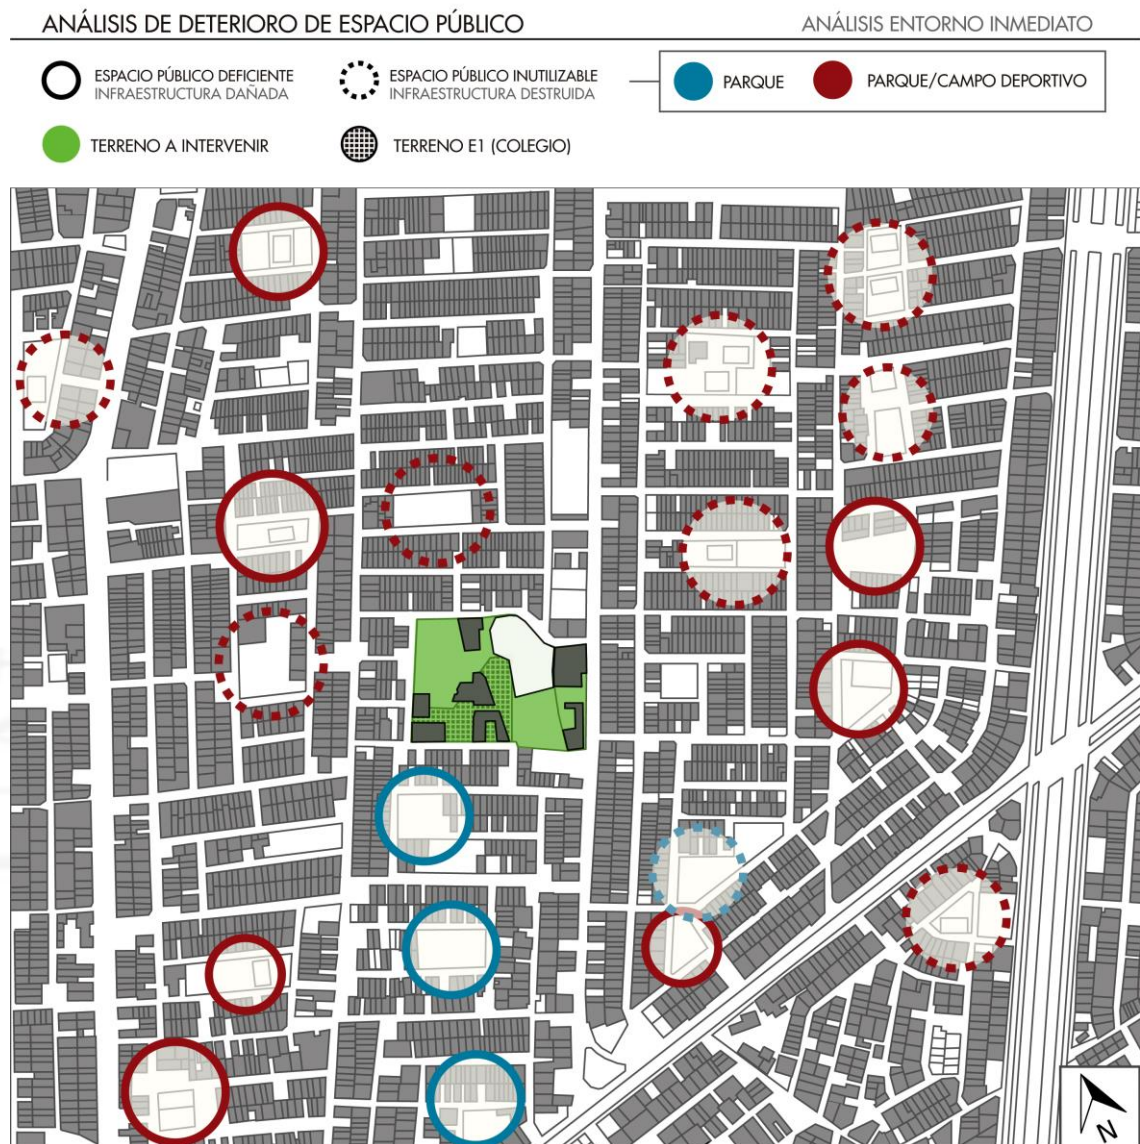 ANÁLISIS DE DETERIORO DE ESPACIO PÚBLICO
ANÁLISIS ENTORNO INMEDIATO
ESPACIO PÚBLICO DEFICIENTE
INFRAESTRUCTURA DAÑADA
ESPACIO PÚBLICO INUTILIZABLE
INFRAESTRUCTURA DESTRUIDA
PARQUE
PARQUE/CAMPO DEPORTIVO
TERRENO A INTERVENIR
TERRENO E1 (COLEGIO)
N